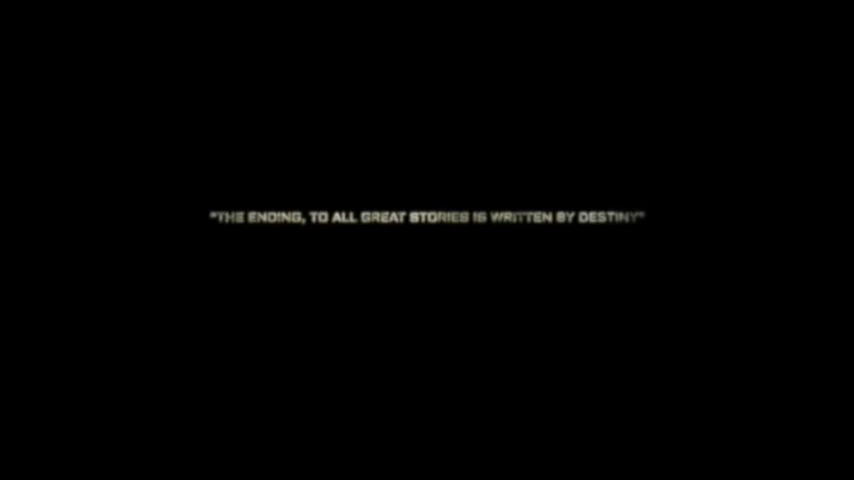 "THE ENDING, TO ALL GREAT STORIES IS WRITTEN BY DESTINY"